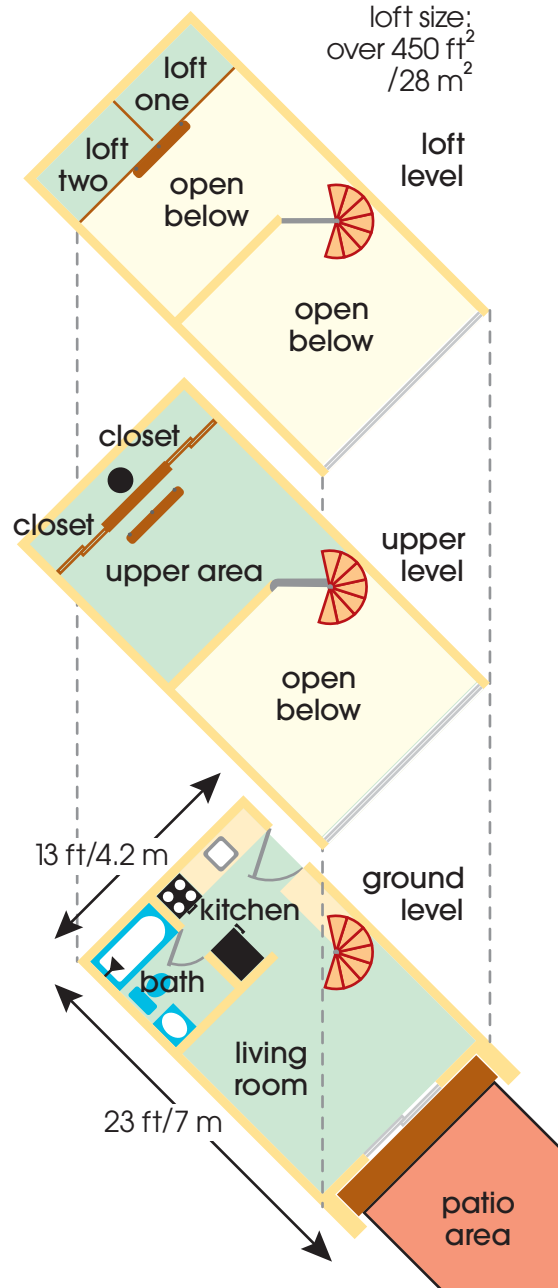 loft size:
over 450 ft²
/28 m²
loft
one
loft
level
loft
two
open
below
open
below
closet
closet
upper
level
upper area
open
below
13 ft/4.2 m
ground
level
kitchen
bath
living
room
23 ft/7 m
patio
area